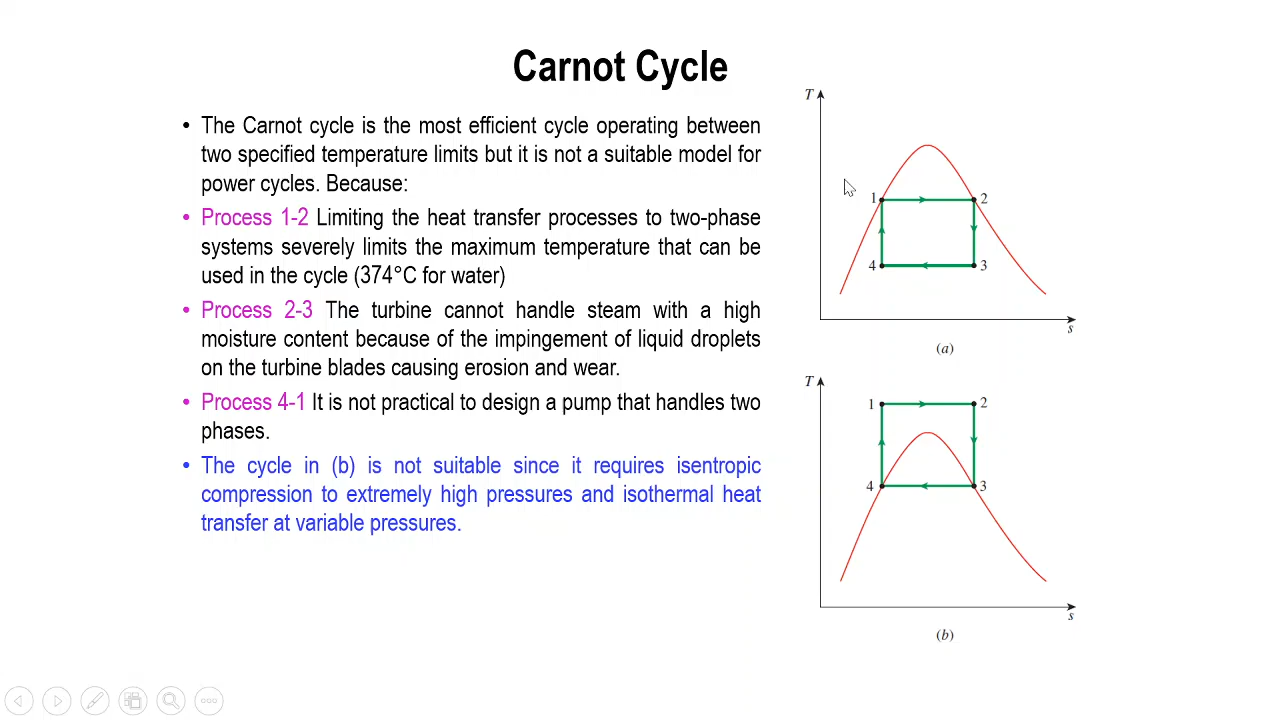 Carnot Cycle
• The Carnot cycle is the most efficient cycle operating between
two specified temperature limits but it is not a suitable model for
power cycles. Because:
• Process 1-2 Limiting the heat transfer processes to two-phase
systems severely limits the maximum temperature that can be
used in the cycle (374°C for water)
• Process 2-3 The turbine cannot handle steam with a high
moisture content because of the impingement of liquid droplets
on the turbine blades causing erosion and wear.
• Process 4-1 It is not practical to design a pump that handles two
phases.
• The cycle in (b) is not suitable since it requires isentropic
compression to extremely high pressures and isothermal heat
transfer at variable pressures.
T
1 2
4 3
s
(a)
T
1 2
4 3
s
(b)